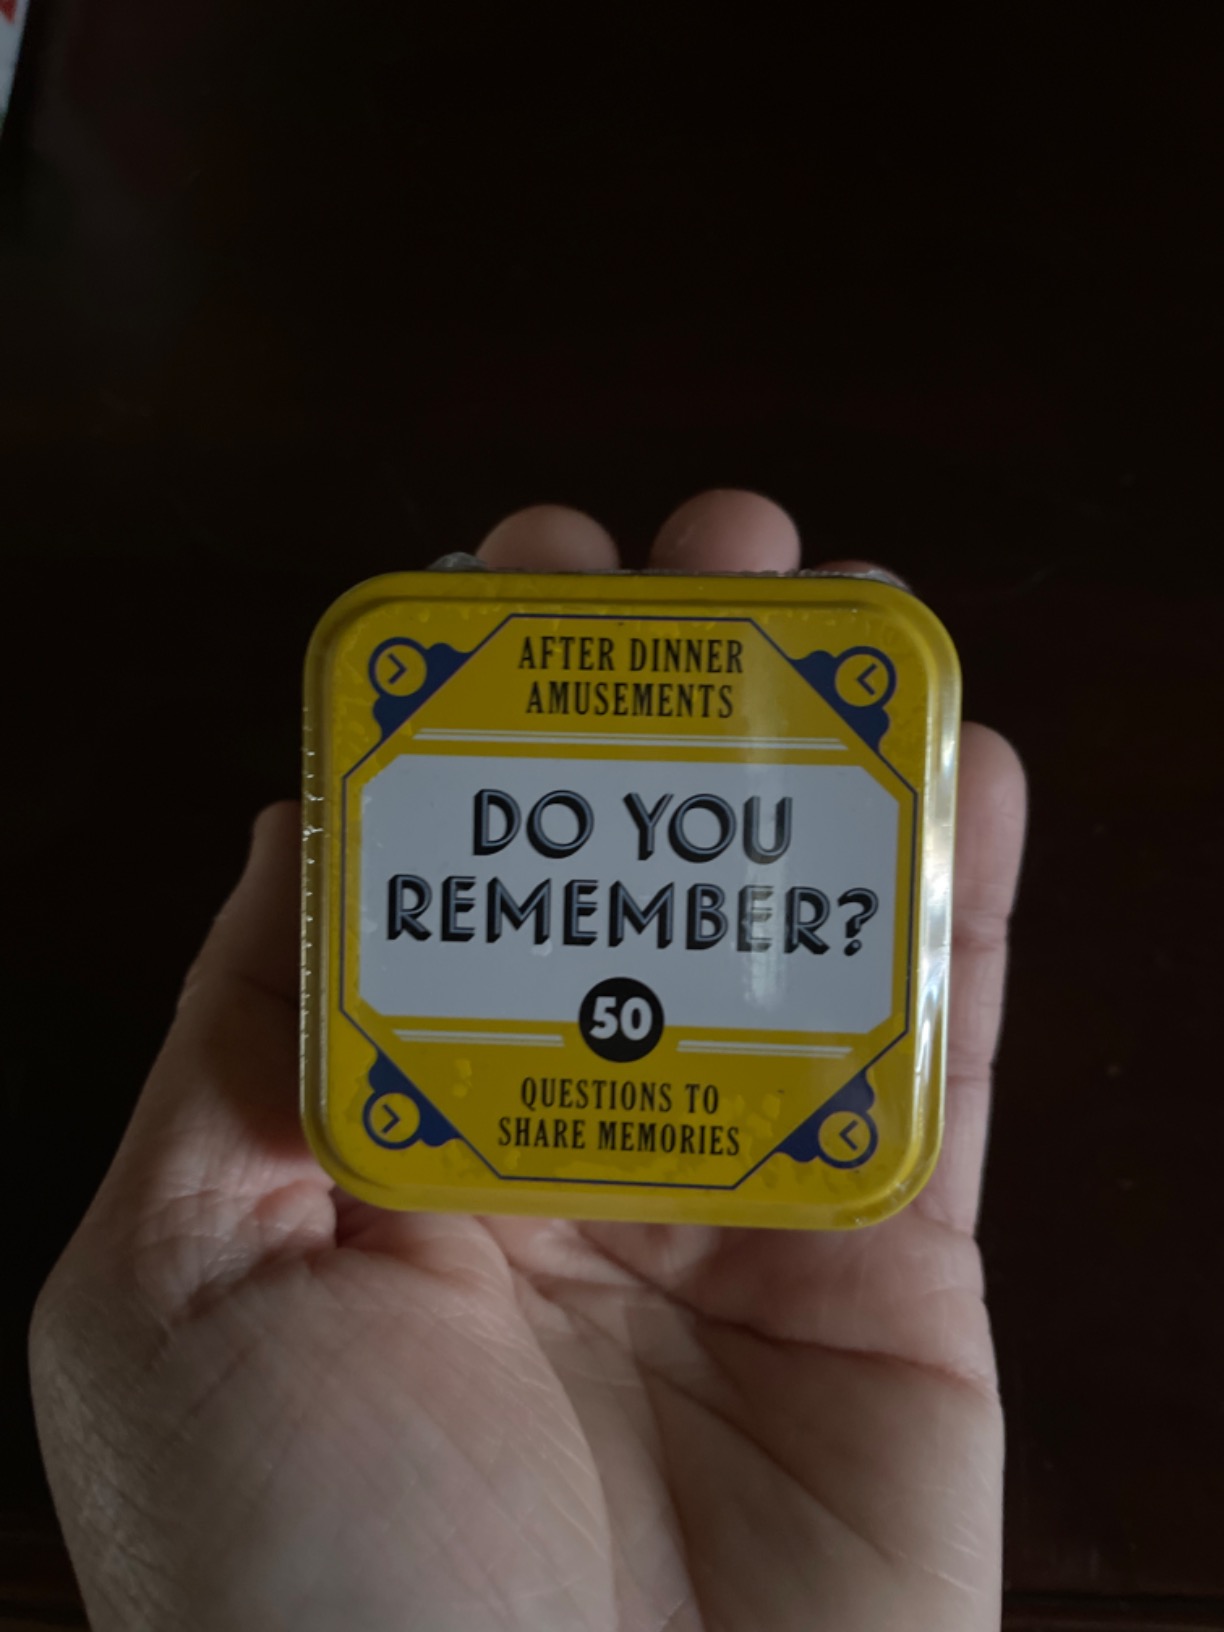 AFTER DINNER
AMUSEMENTS
DO YOU
REMEMBER?
50
QUESTIONS TO
SHARE MEMORIES